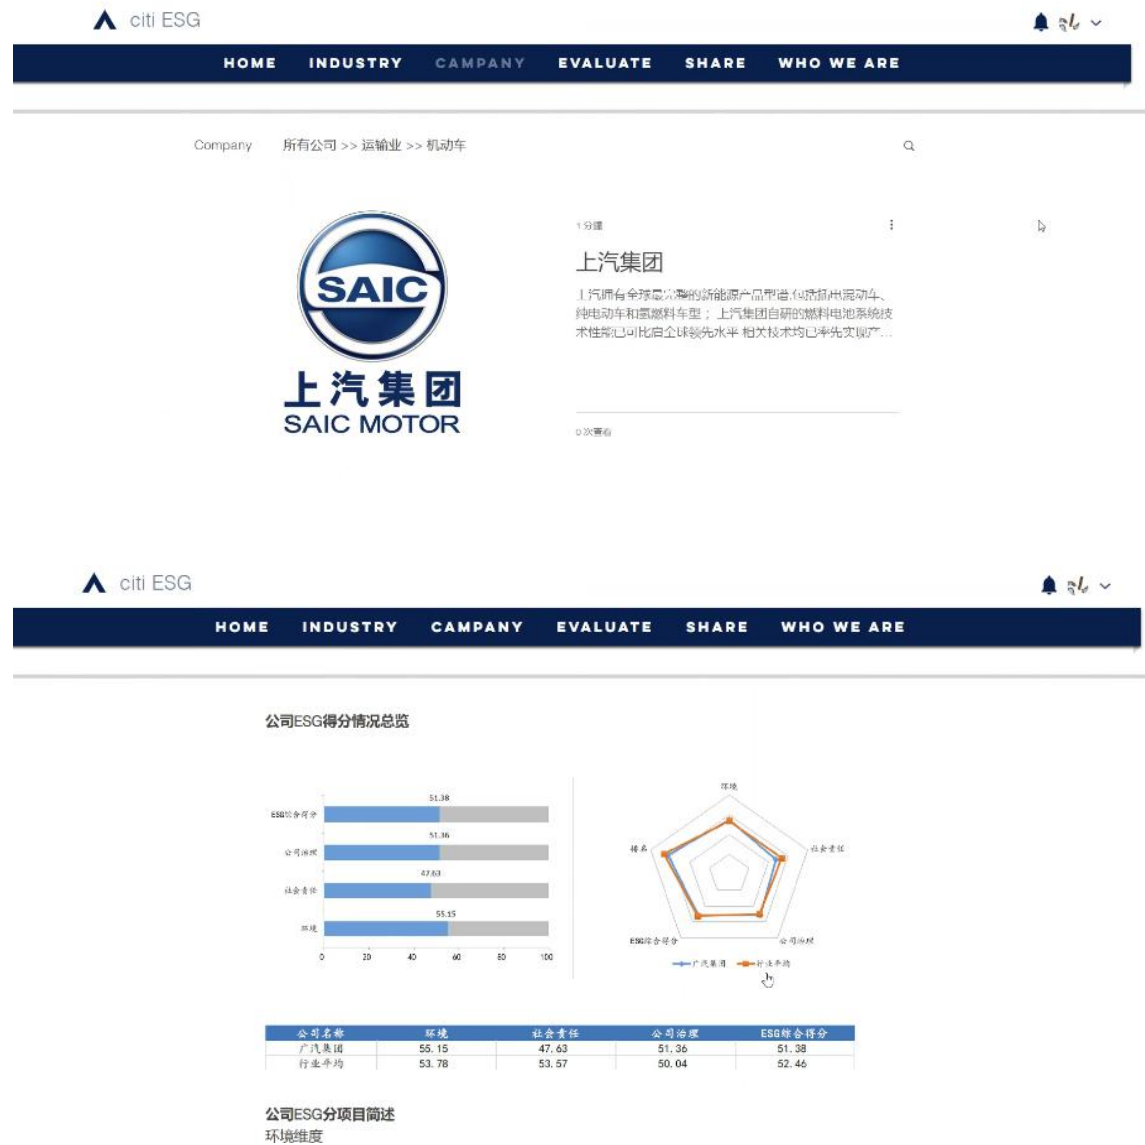 citi ESG
HOME INDUSTRY CAMPANY EVALUATE SHARE WHO WE ARE
Company 所有公司 >> 运输业 >> 机动车
SAIC
上汽集团
SAIC MOTOR
1 分鐘
上汽集团
上汽拥有全球最完整的新能源产品型谱,包括插电混动车、
纯电动车和氢燃料车型；上汽集团自研的燃料电池系统技
术性能已可比肩全球领先水平 相关技术均已率先实现产...
0 次查看
citi ESG
HOME INDUSTRY CAMPANY EVALUATE SHARE WHO WE ARE
公司ESG得分情况总览
ESG综合得分 51.38
公司治理 51.36
社会责任 47.63
环境 55.15
0 20 40 60 80 100
环境
排名 社会责任
ESG综合得分 公司治理
广汽集团 行业平均
公司名称 环境 社会责任 公司治理 ESG综合得分
广汽集团 55.15 47.63 51.36 51.38
行业平均 53.78 53.57 50.04 52.46
公司ESG分项目简述
环境维度